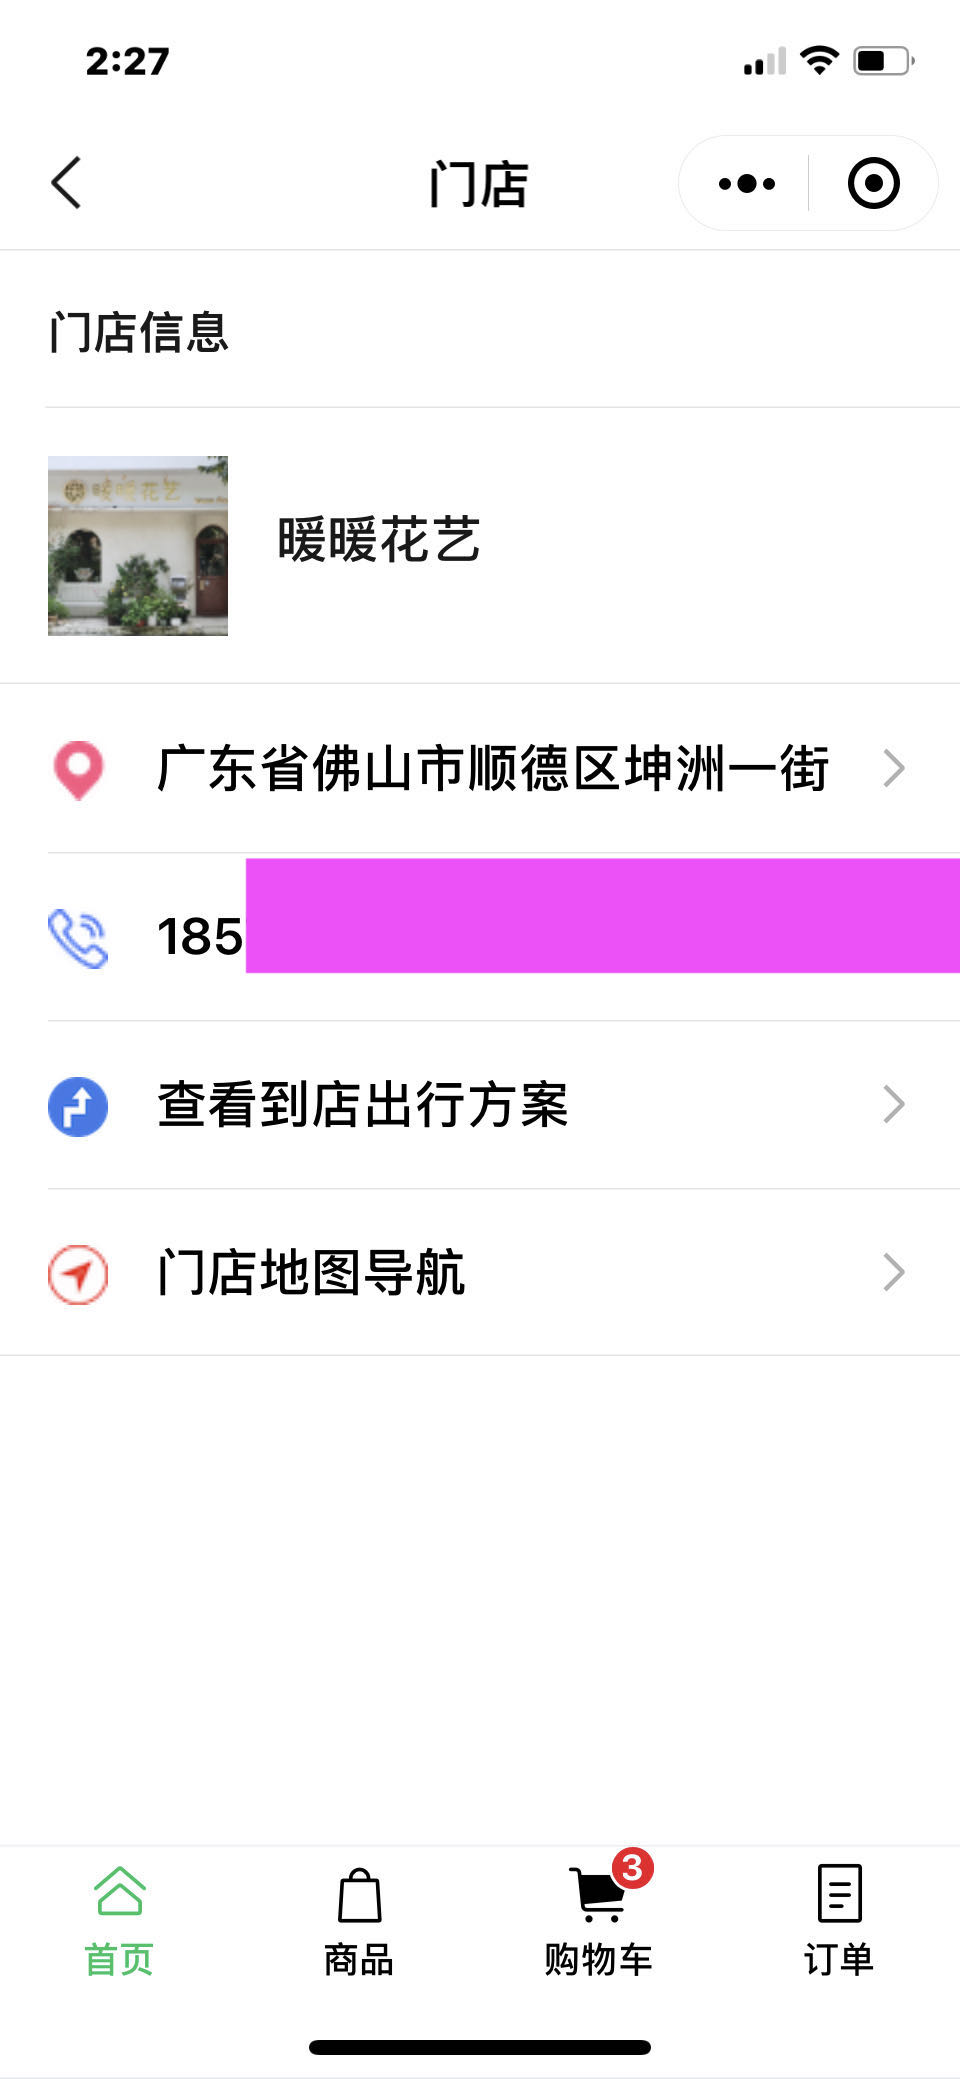 2:27
门店
门店信息
暖暖花艺
暖暖花艺
广东省佛山市顺德区坤洲一街
185
查看到店出行方案
门店地图导航
3
首页
商品
购物车
订单